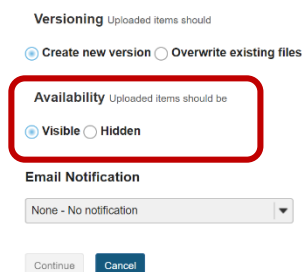 Versioning Uploaded items should
Create new version Overwrite existing files
Availability Uploaded items should be
Visible Hidden
Email Notification
None - No notification
Continue Cancel